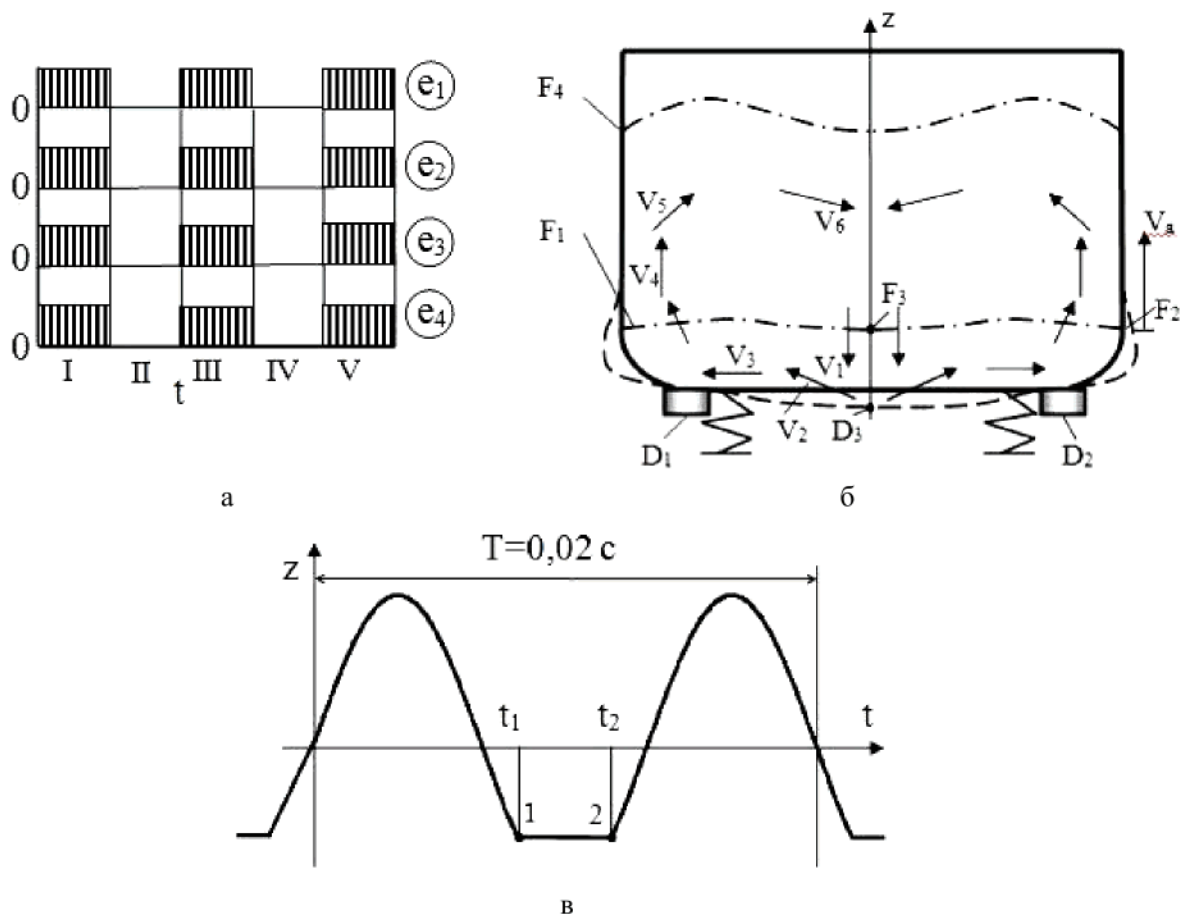 0 e₁
0 e₂
0 e₃
0 e₄
I II III IV V
t
а
z
F₄
V₅ V₆ Vₐ
F₁ V₄ F₃ F₂
V₃ V₁
D₁ V₂ D₃ D₂
б
T=0,02 с
z
t₁ t₂ t
1 2
в